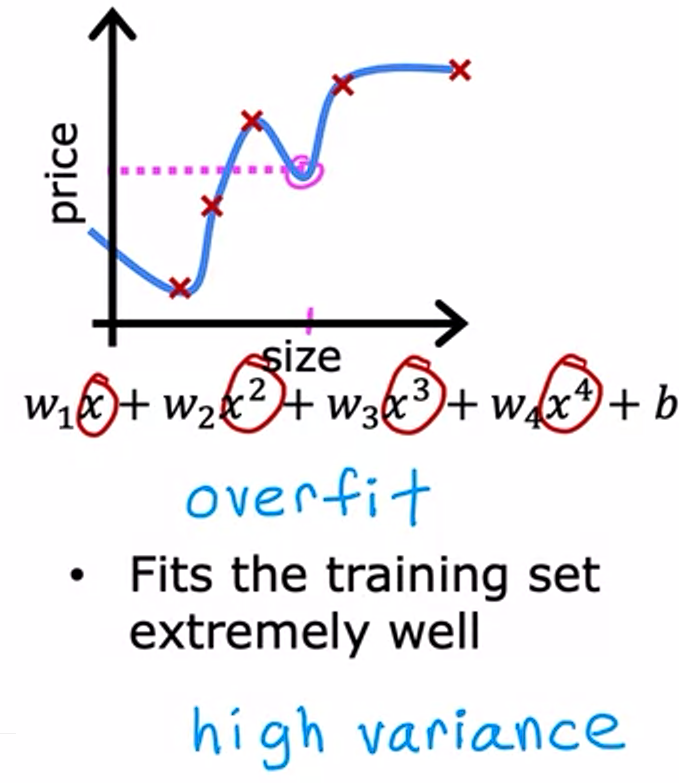 price
size
w₁x + w₂x² + w₃x³ + w₄x⁴ + b
overfit
• Fits the training set
extremely well
high variance